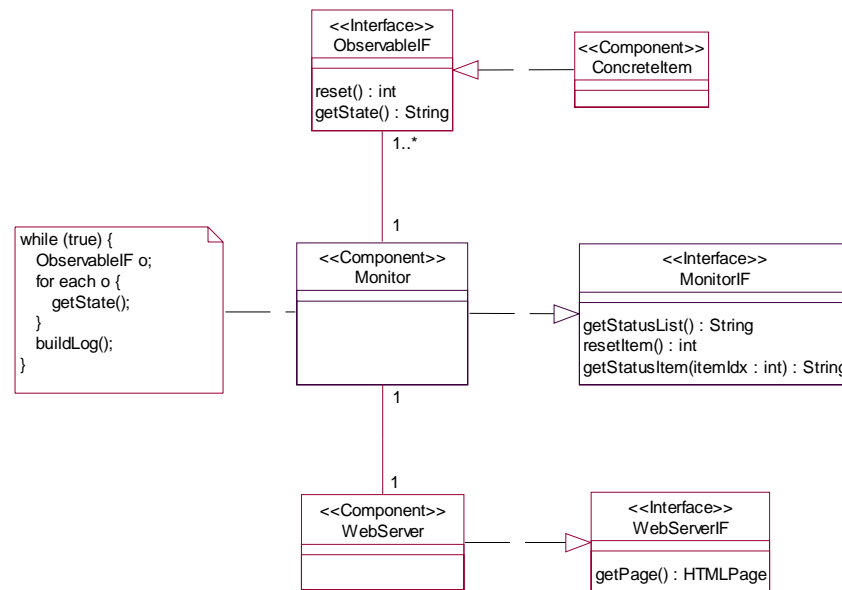 <<Interface>>
ObservableIF
reset() : int
getState() : String
<<Component>>
ConcreteItem
1..*
1
while (true) {
ObservableIF o;
for each o {
getState();
}
buildLog();
}
<<Component>>
Monitor
<<Interface>>
MonitorIF
getStatusList() : String
resetItem() : int
getStatusItem(itemIdx : int) : String
1
1
<<Component>>
WebServer
<<Interface>>
WebServerIF
getPage() : HTMLPage